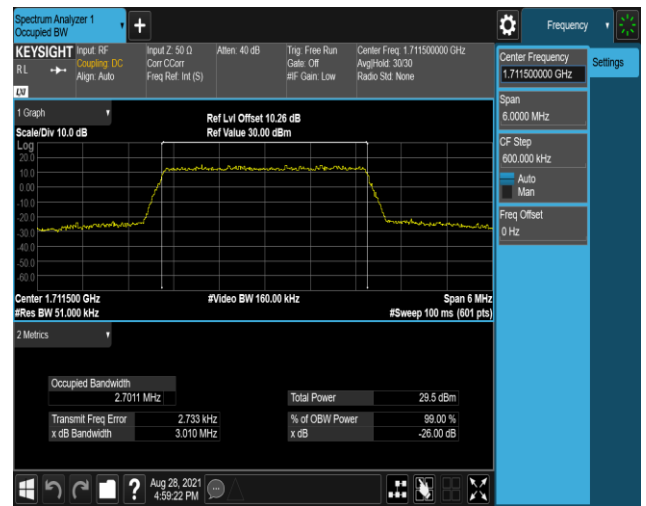 Spectrum Analyzer 1
Occupied BW
Frequency
KEYSIGHT
RL
LXI
Input: RF
Coupling: DC
Align: Auto
Input Z: 50 Ω
Corr CCorr
Freq Ref: Int (S)
Atten: 40 dB
Trig: Free Run
Gate: Off
#IF Gain: Low
Center Freq: 1.711500000 GHz
Avg|Hold: 30/30
Radio Std: None
Center Frequency
1.711500000 GHz
Settings
Span
6.0000 MHz
CF Step
600.000 kHz
Auto
Man
Freq Offset
0 Hz
1 Graph
Scale/Div 10.0 dB
Ref Lvl Offset 10.26 dB
Ref Value 30.00 dBm
Log
20.0
10.0
0.00
-10.0
-20.0
-30.0
-40.0
-50.0
-60.0
Center 1.711500 GHz
#Res BW 51.000 kHz
#Video BW 160.00 kHz
Span 6 MHz
#Sweep 100 ms (601 pts)
2 Metrics
Occupied Bandwidth
2.7011 MHz
Total Power 29.5 dBm
Transmit Freq Error 2.733 kHz
% of OBW Power 99.00 %
x dB Bandwidth 3.010 MHz
x dB -26.00 dB
?
Aug 28, 2021
4:59:22 PM